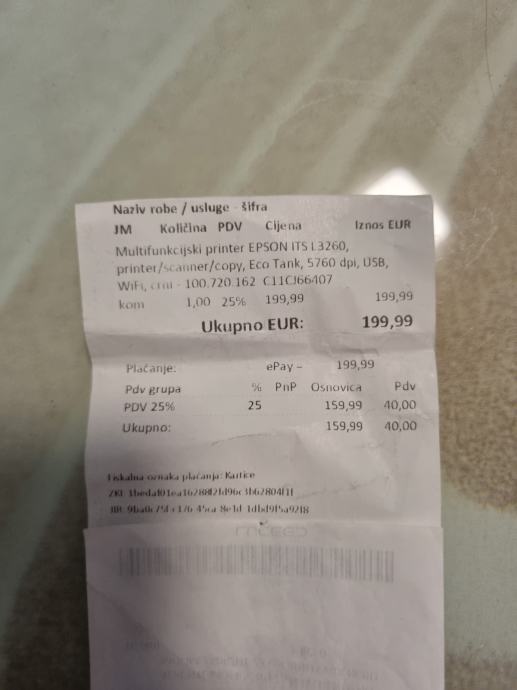 Naziv robe / usluge - šifra
JM Količina PDV Cijena Iznos EUR
Multifunkcijski printer EPSON ITS L3260,
printer/scanner/copy, Eco Tank, 5760 dpi, USB,
WiFi, crni - 100.720.162 C11CJ66407
kom 1,00 25% 199,99 199,99
Ukupno EUR: 199,99
Plaćanje: ePay – 199,99
Pdv grupa % PnP Osnovica Pdv
PDV 25% 25 159,99 40,00
Ukupno: 159,99 40,00
Fiskalna oznaka plaćanja: Kartice
ZKI:
JIR: